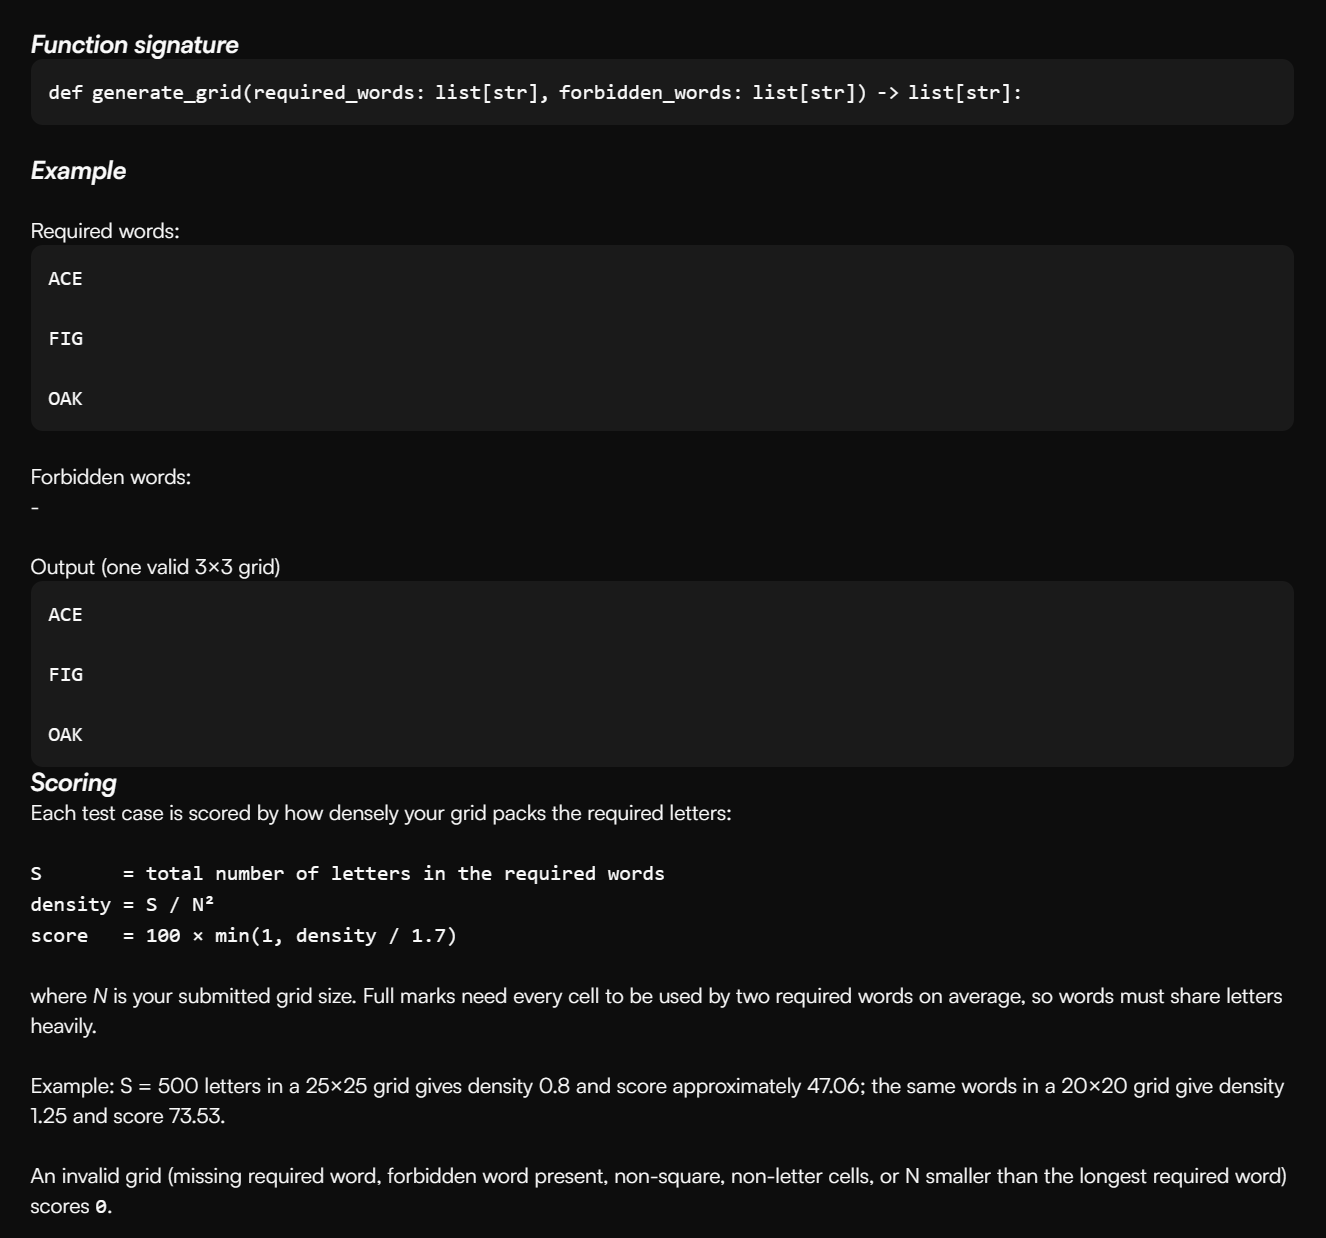 Function signature
def generate_grid(required_words: list[str], forbidden_words: list[str]) -> list[str]:
Example
Required words:
ACE
FIG
OAK
Forbidden words:
-
Output (one valid 3×3 grid)
ACE
FIG
OAK
Scoring
Each test case is scored by how densely your grid packs the required letters:
S       = total number of letters in the required words
density = S / N²
score   = 100 × min(1, density / 1.7)
where N is your submitted grid size. Full marks need every cell to be used by two required words on average, so words must share letters
heavily.
Example: S = 500 letters in a 25×25 grid gives density 0.8 and score approximately 47.06; the same words in a 20×20 grid give density
1.25 and score 73.53.
An invalid grid (missing required word, forbidden word present, non-square, non-letter cells, or N smaller than the longest required word)
scores 0.